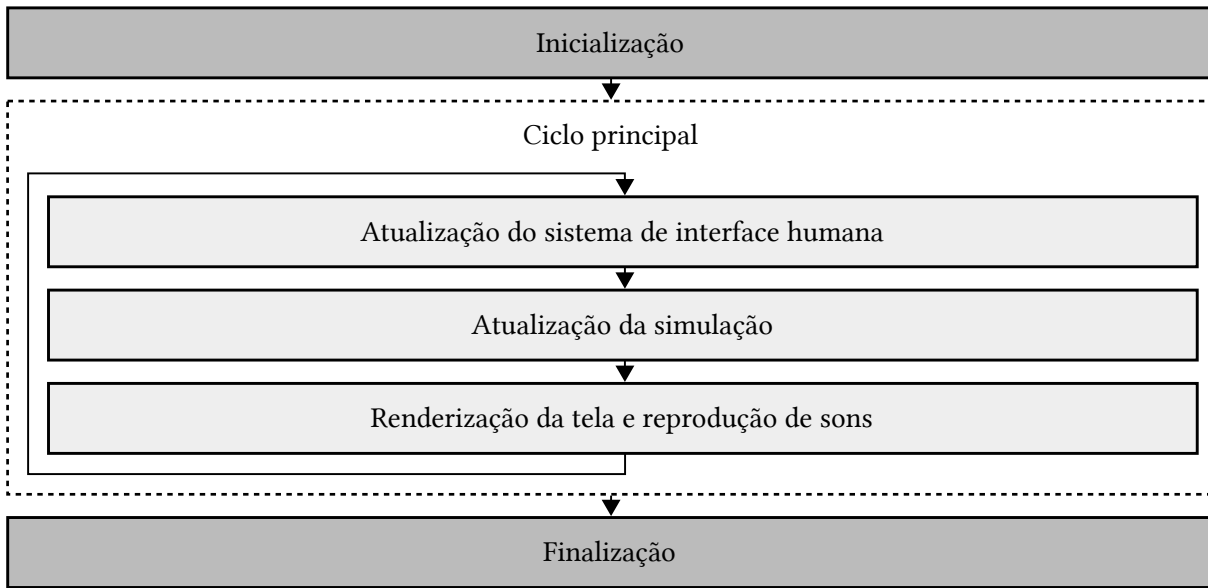 Inicialização
Ciclo principal
Atualização do sistema de interface humana
Atualização da simulação
Renderização da tela e reprodução de sons
Finalização